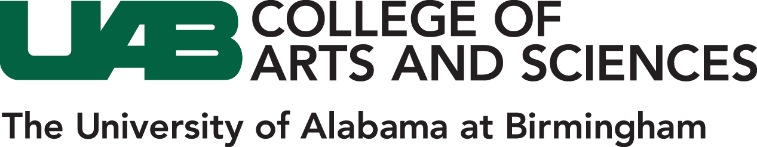 UAB COLLEGE OF
ARTS AND SCIENCES
The University of Alabama at Birmingham